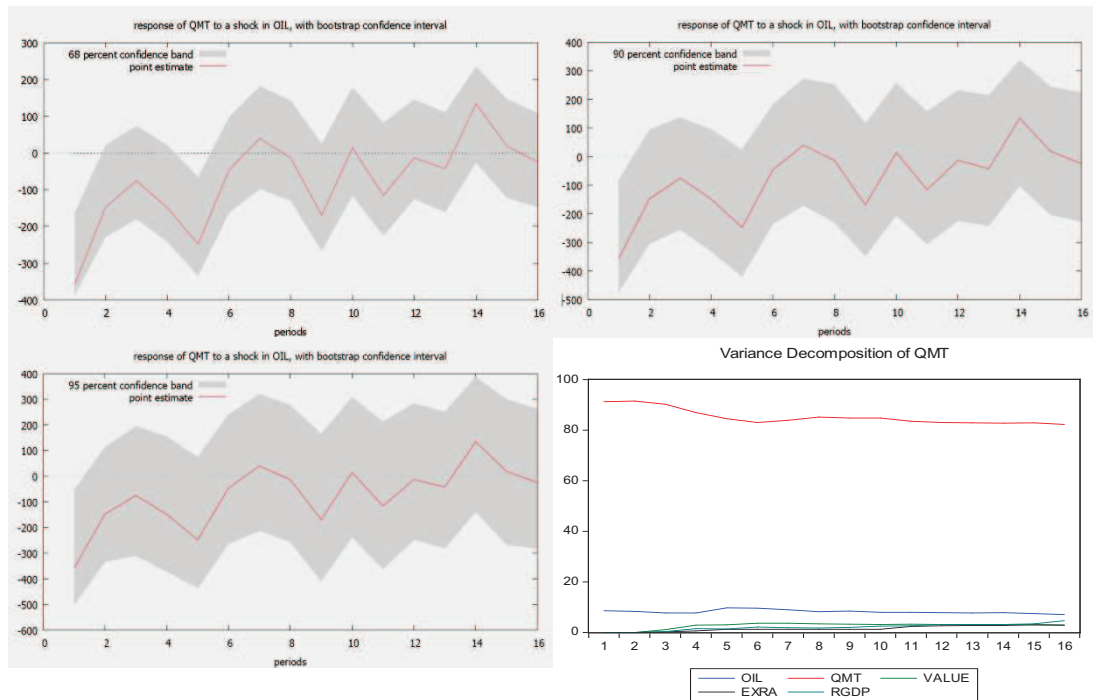 response of QMT to a shock in OIL, with bootstrap confidence interval
68 percent confidence band
point estimate
300
200
100
0
-100
-200
-300
-400
0 2 4 6 8 10 12 14 16
periods
response of QMT to a shock in OIL, with bootstrap confidence interval
90 percent confidence band
point estimate
400
300
200
100
0
-100
-200
-300
-400
-500
0 2 4 6 8 10 12 14 16
periods
response of QMT to a shock in OIL, with bootstrap confidence interval
95 percent confidence band
point estimate
400
300
200
100
0
-100
-200
-300
-400
-500
-600
0 2 4 6 8 10 12 14 16
periods
Variance Decomposition of QMT
100
80
60
40
20
0
1 2 3 4 5 6 7 8 9 10 11 12 13 14 15 16
OIL QMT VALUE
EXRA RGDP